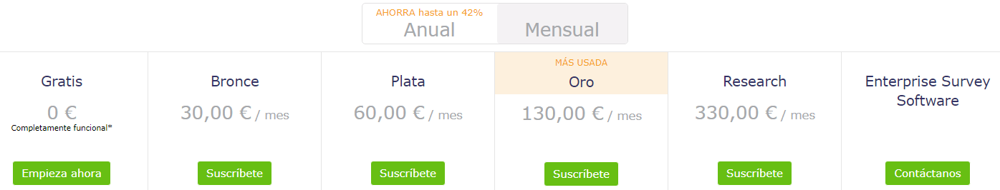 AHORRA hasta un 42%
Anual
Mensual
Gratis
0 €
Completamente funcional*
Empieza ahora
Bronce
30,00 € / mes
Suscríbete
Plata
60,00 € / mes
Suscríbete
MÁS USADA
Oro
130,00 € / mes
Suscríbete
Research
330,00 € / mes
Suscríbete
Enterprise Survey
Software
Contáctanos